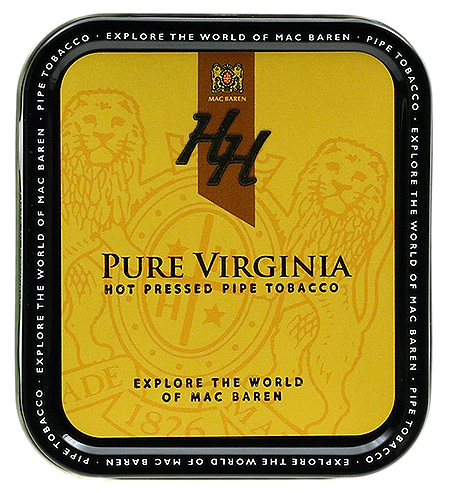 PIPE TOBACCO · EXPLORE THE WORLD OF MAC BAREN · PIPE TOBACCO ·
EXPLORE THE WORLD OF MAC BAREN · PIPE TOBACCO ·
EXPLORE THE WORLD OF MAC BAREN ·
PIPE TOBACCO · EXPLORE THE WORLD OF MAC BAREN ·
MAC BAREN
HH
PURE VIRGINIA
HOT PRESSED PIPE TOBACCO
H
EXPLORE THE WORLD
OF MAC BAREN
ADE
1826